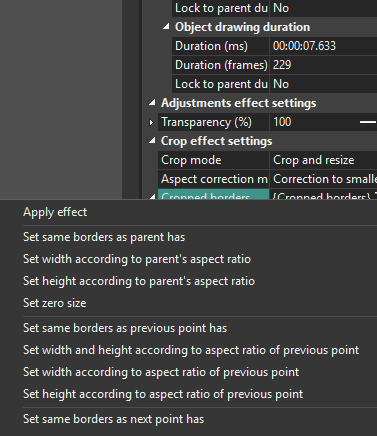 Lock to parent du No
Object drawing duration
Duration (ms) 00:00:07.633
Duration (frames) 229
Lock to parent du No
Adjustments effect settings
Transparency (%) 100
Crop effect settings
Crop mode Crop and resize
Aspect correction m Correction to smalle
Cropped borders {Cropped borders}
Apply effect
Set same borders as parent has
Set width according to parent's aspect ratio
Set height according to parent's aspect ratio
Set zero size
Set same borders as previous point has
Set width and height according to aspect ratio of previous point
Set width according to aspect ratio of previous point
Set height according to aspect ratio of previous point
Set same borders as next point has